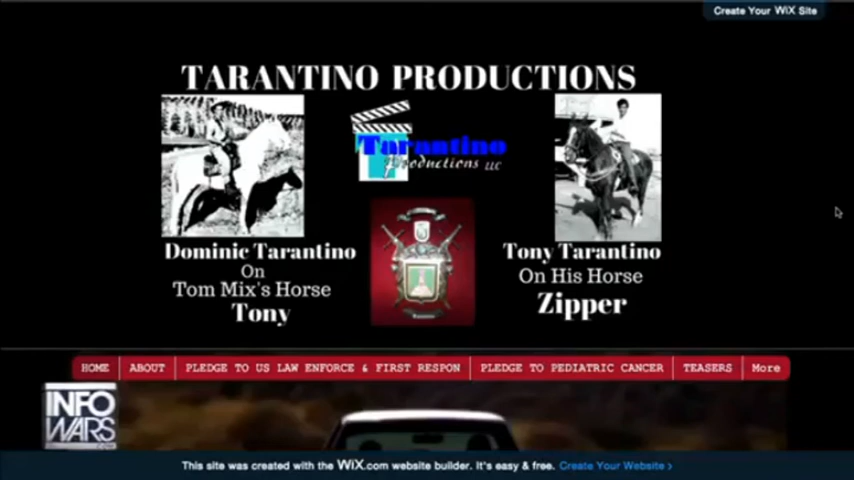 Create Your WiX Site
TARANTINO PRODUCTIONS
Tarantino
Productions LLC
Dominic Tarantino
On
Tom Mix's Horse
Tony
Tony Tarantino
On His Horse
Zipper
HOME ABOUT PLEDGE TO US LAW ENFORCE & FIRST RESPON PLEDGE TO PEDIATRIC CANCER TEASERS More
INFO
WARS
.COM
This site was created with the WiX.com website builder. It's easy & free. Create Your Website >